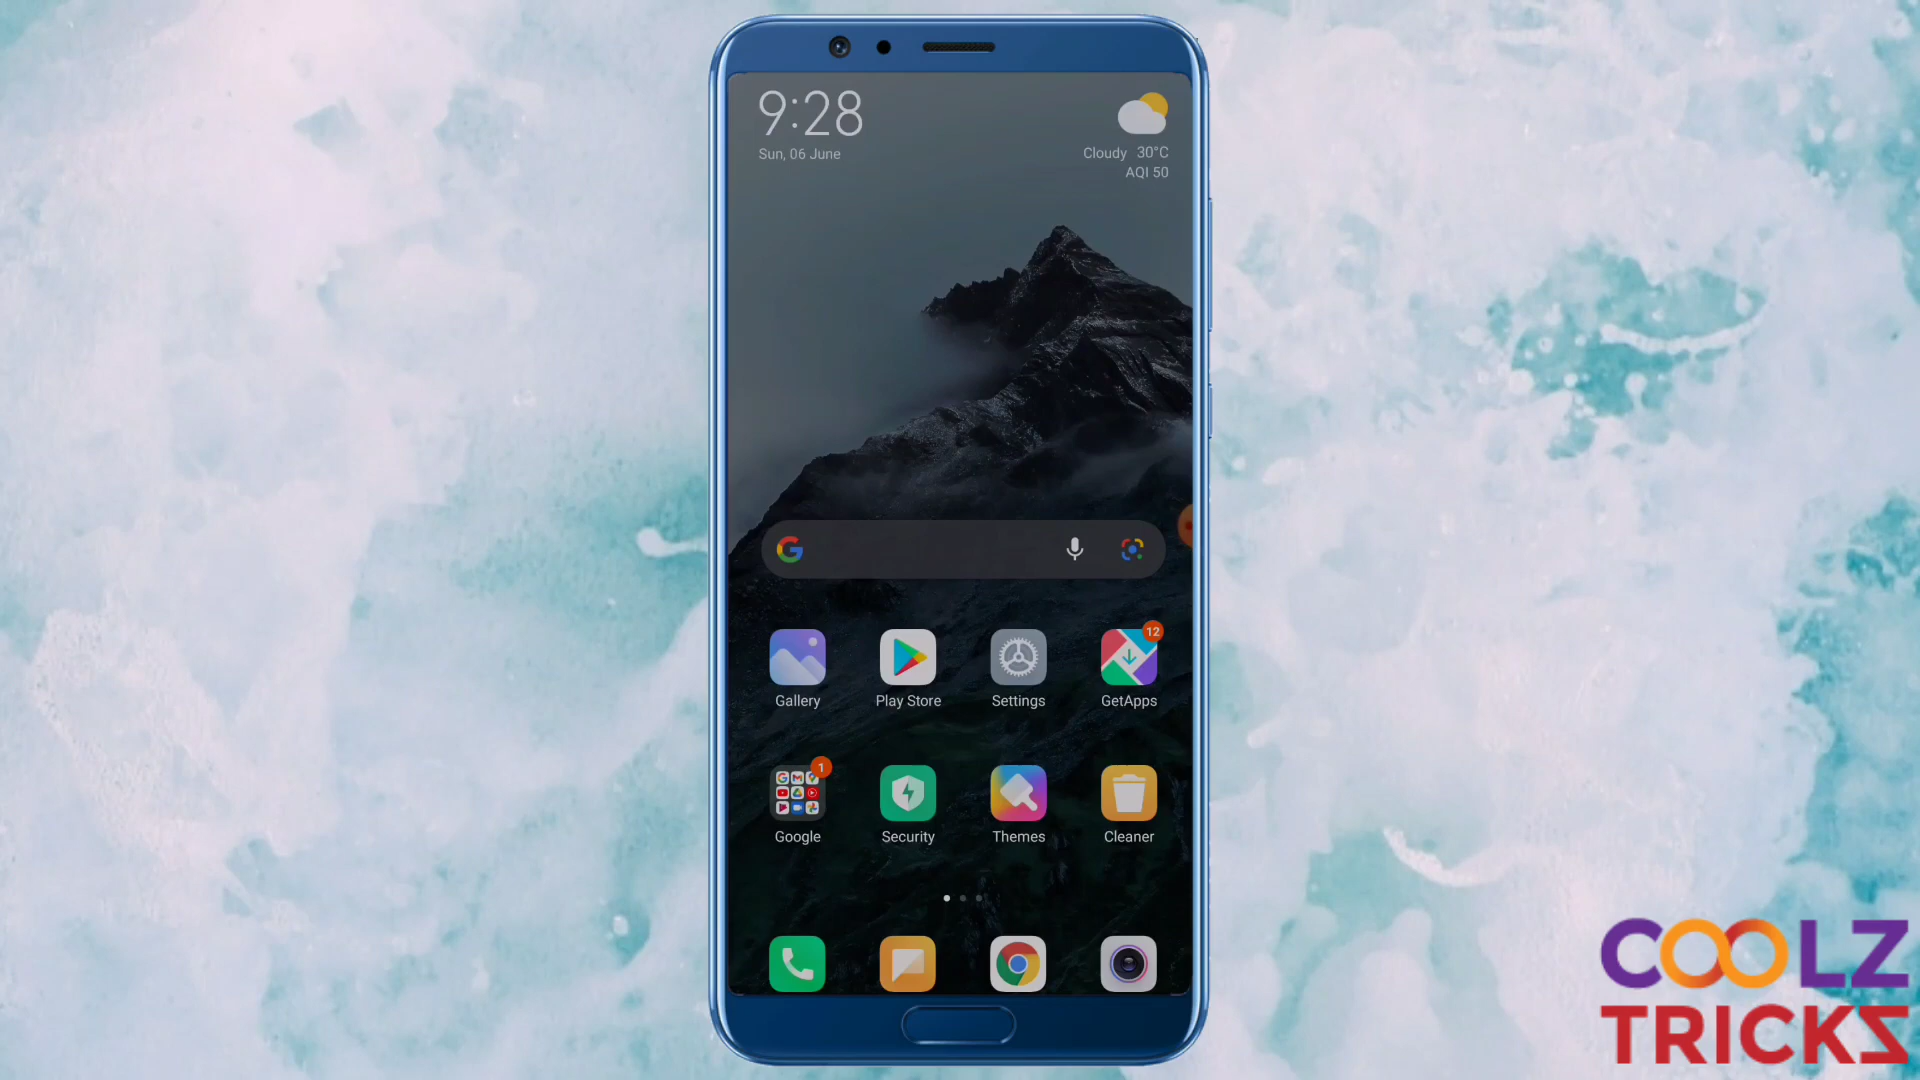 9:28
Sun, 06 June
Cloudy 30°C
AQI 50
12
Gallery
Play Store
Settings
GetApps
1
Google
Security
Themes
Cleaner
COOLZ
TRICKS